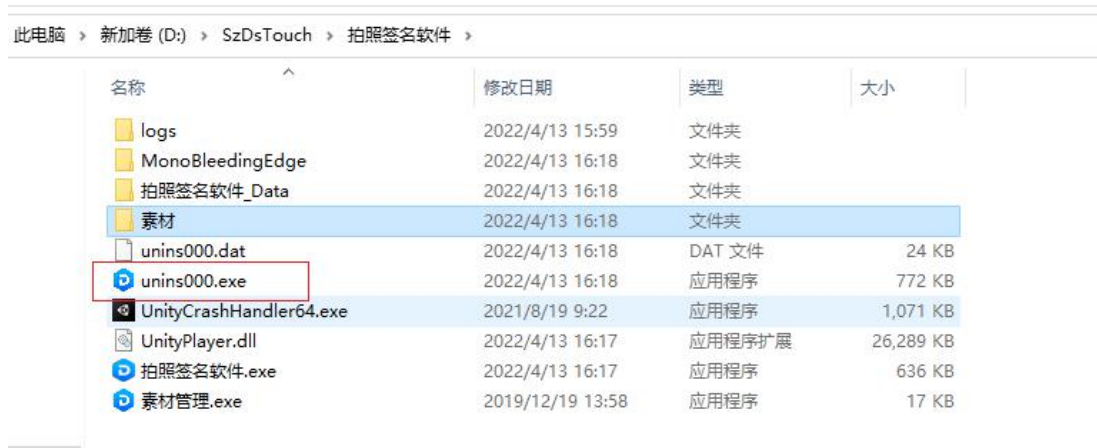 此电脑 › 新加卷 (D:) › SzDsTouch › 拍照签名软件 ›
名称 修改日期 类型 大小
logs 2022/4/13 15:59 文件夹
MonoBleedingEdge 2022/4/13 16:18 文件夹
拍照签名软件_Data 2022/4/13 16:18 文件夹
素材 2022/4/13 16:18 文件夹
unins000.dat 2022/4/13 16:18 DAT 文件 24 KB
unins000.exe 2022/4/13 16:18 应用程序 772 KB
UnityCrashHandler64.exe 2021/8/19 9:22 应用程序 1,071 KB
UnityPlayer.dll 2022/4/13 16:17 应用程序扩展 26,289 KB
拍照签名软件.exe 2022/4/13 16:17 应用程序 636 KB
素材管理.exe 2019/12/19 13:58 应用程序 17 KB